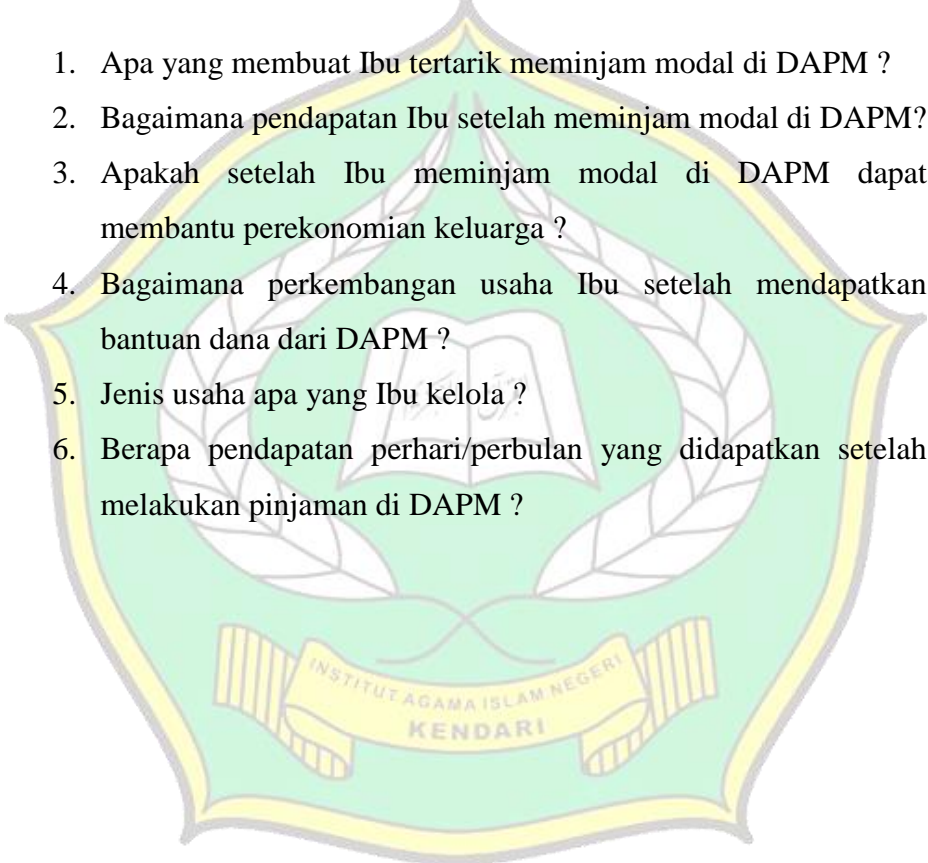 1. Apa yang membuat Ibu tertarik meminjam modal di DAPM ?
2. Bagaimana pendapatan Ibu setelah meminjam modal di DAPM?
3. Apakah setelah Ibu meminjam modal di DAPM dapat
membantu perekonomian keluarga ?
4. Bagaimana perkembangan usaha Ibu setelah mendapatkan
bantuan dana dari DAPM ?
5. Jenis usaha apa yang Ibu kelola ?
6. Berapa pendapatan perhari/perbulan yang didapatkan setelah
melakukan pinjaman di DAPM ?
INSTITUT AGAMA ISLAM NEGERI
KENDARI